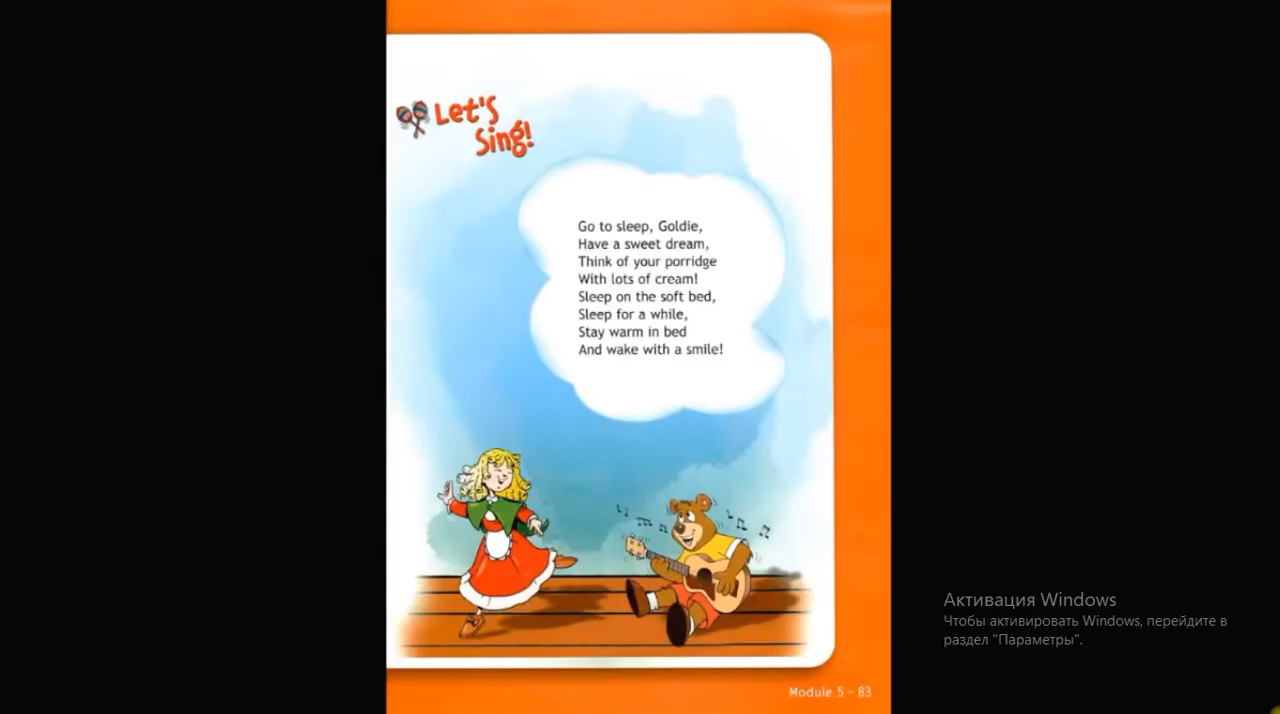 Let's
Sing!
Go to sleep, Goldie,
Have a sweet dream,
Think of your porridge
With lots of cream!
Sleep on the soft bed,
Sleep for a while,
Stay warm in bed
And wake with a smile!
Активация Windows
Чтобы активировать Windows, перейдите в
раздел "Параметры".
Module 5 - 83